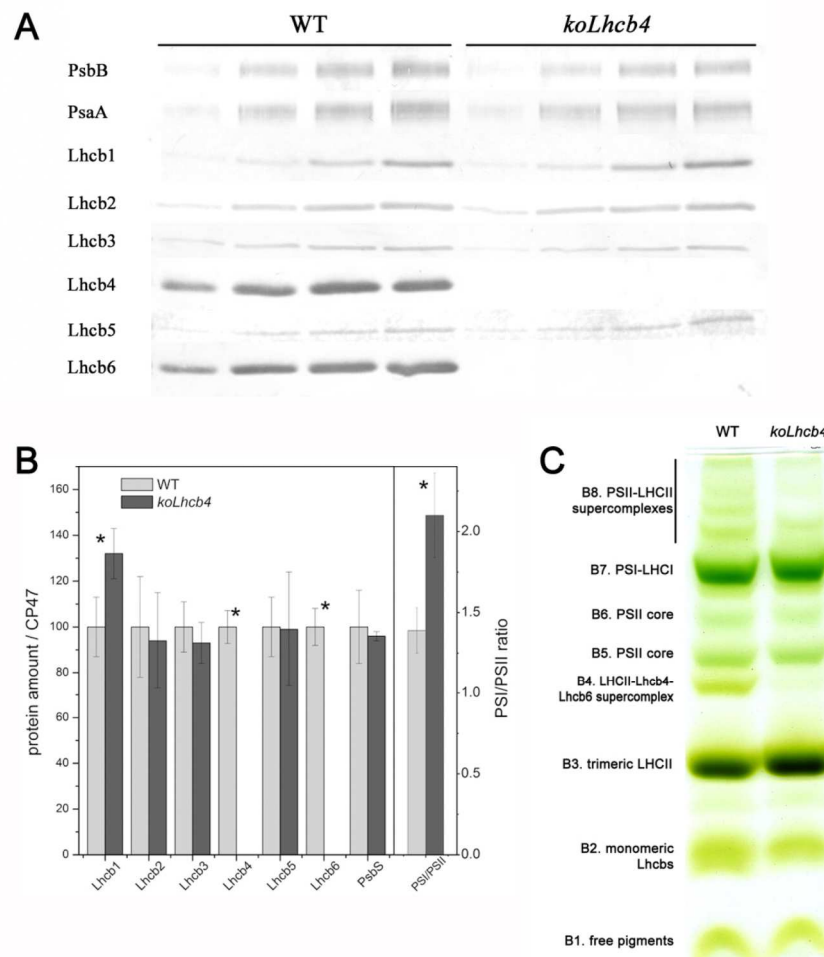 A
WT
koLhcb4
PsbB
PsaA
Lhcb1
Lhcb2
Lhcb3
Lhcb4
Lhcb5
Lhcb6
B
WT
koLhcb4
protein amount / CP47
160
140
120
100
80
60
40
20
0
*
*
*
*
2.0
1.4
1.0
0.5
0.0
PSI/PSII ratio
Lhcb1
Lhcb2
Lhcb3
Lhcb4
Lhcb5
Lhcb6
PsbS
PSI/PSII
C
WT
koLhcb4
B8. PSII-LHCII
supercomplexes
B7. PSI-LHCI
B6. PSII core
B5. PSII core
B4. LHCII-Lhcb4-
Lhcb6 supercomplex
B3. trimeric LHCII
B2. monomeric
Lhcbs
B1. free pigments